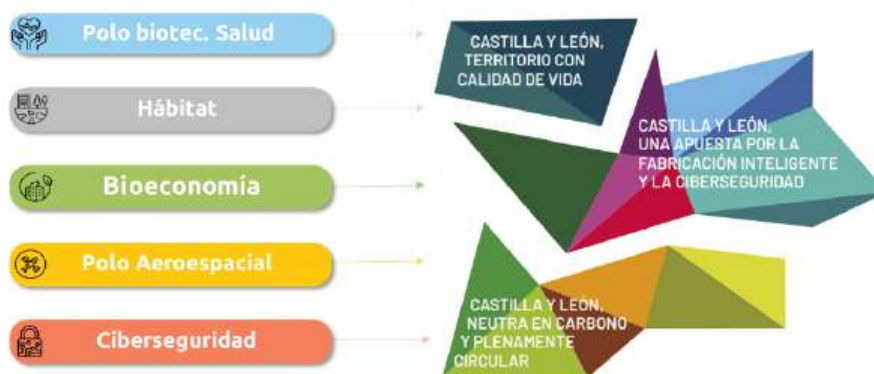 Polo biotec. Salud
Hábitat
Bioeconomía
Polo Aeroespacial
Ciberseguridad
CASTILLA Y LEÓN,
TERRITORIO CON
CALIDAD DE VIDA
CASTILLA Y LEÓN,
UNA APUESTA POR LA
FABRICACIÓN INTELIGENTE
Y LA CIBERSEGURIDAD
CASTILLA Y LEÓN,
NEUTRA EN CARBONO
Y PLENAMENTE
CIRCULAR